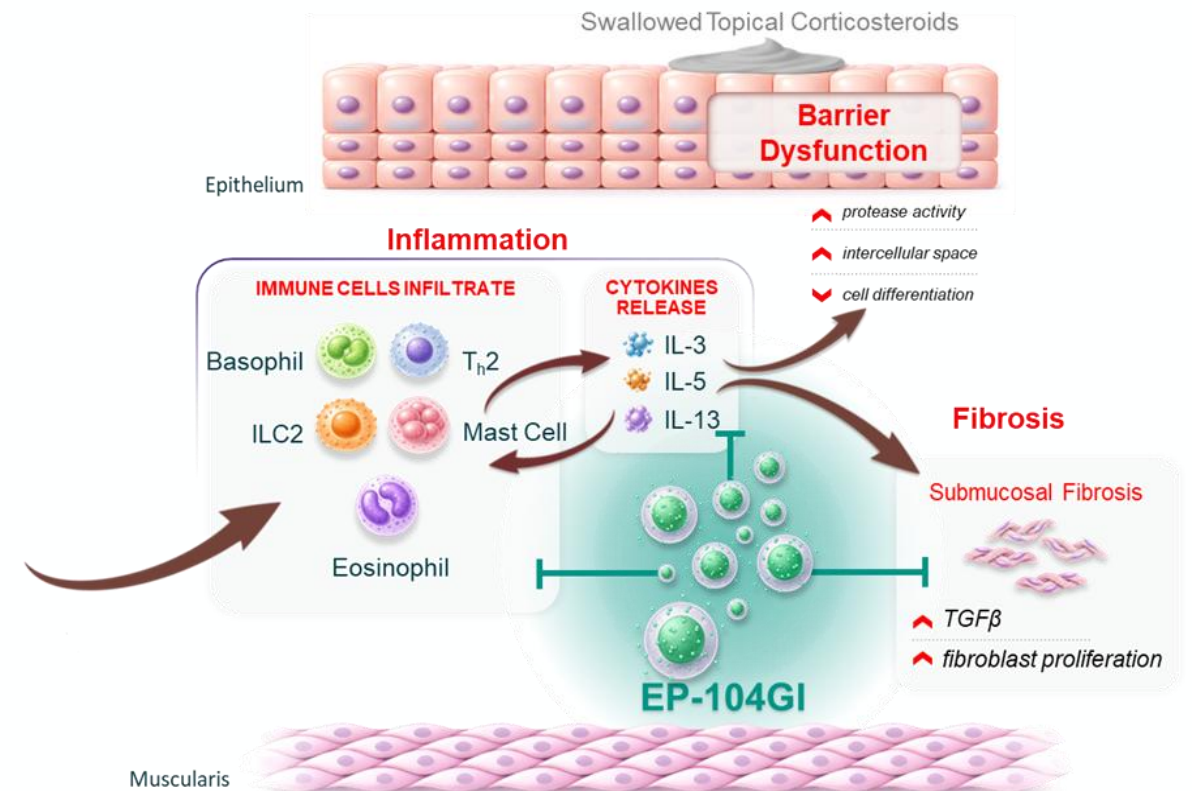 Swallowed Topical Corticosteroids
Barrier
Dysfunction
Epithelium
protease activity
intercellular space
cell differentiation
Inflammation
IMMUNE CELLS INFILTRATE
CYTOKINES
RELEASE
Basophil
Th2
ILC2
Mast Cell
Eosinophil
IL-3
IL-5
IL-13
Fibrosis
Submucosal Fibrosis
TGFβ
fibroblast proliferation
EP-104GI
Muscularis